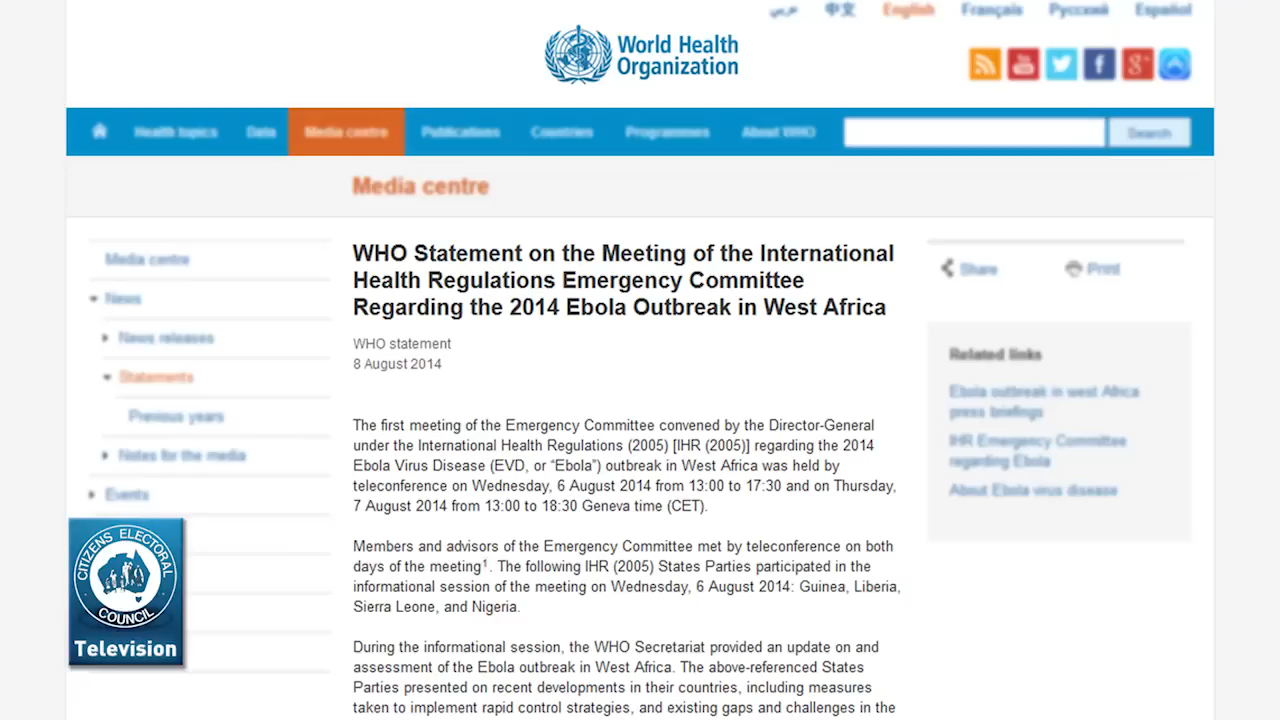 عربي
中文
English
Français
Русский
Español
World Health
Organization
Health topics
Data
Media centre
Publications
Countries
Programmes
About WHO
Search
Media centre
Media centre
News
News releases
Statements
Previous years
Notes for the media
Events
WHO Statement on the Meeting of the International
Health Regulations Emergency Committee
Regarding the 2014 Ebola Outbreak in West Africa
WHO statement
8 August 2014
The first meeting of the Emergency Committee convened by the Director-General
under the International Health Regulations (2005) [IHR (2005)] regarding the 2014
Ebola Virus Disease (EVD, or “Ebola”) outbreak in West Africa was held by
teleconference on Wednesday, 6 August 2014 from 13:00 to 17:30 and on Thursday,
7 August 2014 from 13:00 to 18:30 Geneva time (CET).
Members and advisors of the Emergency Committee met by teleconference on both
days of the meeting¹. The following IHR (2005) States Parties participated in the
informational session of the meeting on Wednesday, 6 August 2014: Guinea, Liberia,
Sierra Leone, and Nigeria.
During the informational session, the WHO Secretariat provided an update on and
assessment of the Ebola outbreak in West Africa. The above-referenced States
Parties presented on recent developments in their countries, including measures
taken to implement rapid control strategies, and existing gaps and challenges in the
Share
Print
Related links
Ebola outbreak in west Africa
press briefings
IHR Emergency Committee
regarding Ebola
About Ebola virus disease
CITIZENS ELECTORAL
COUNCIL
Television